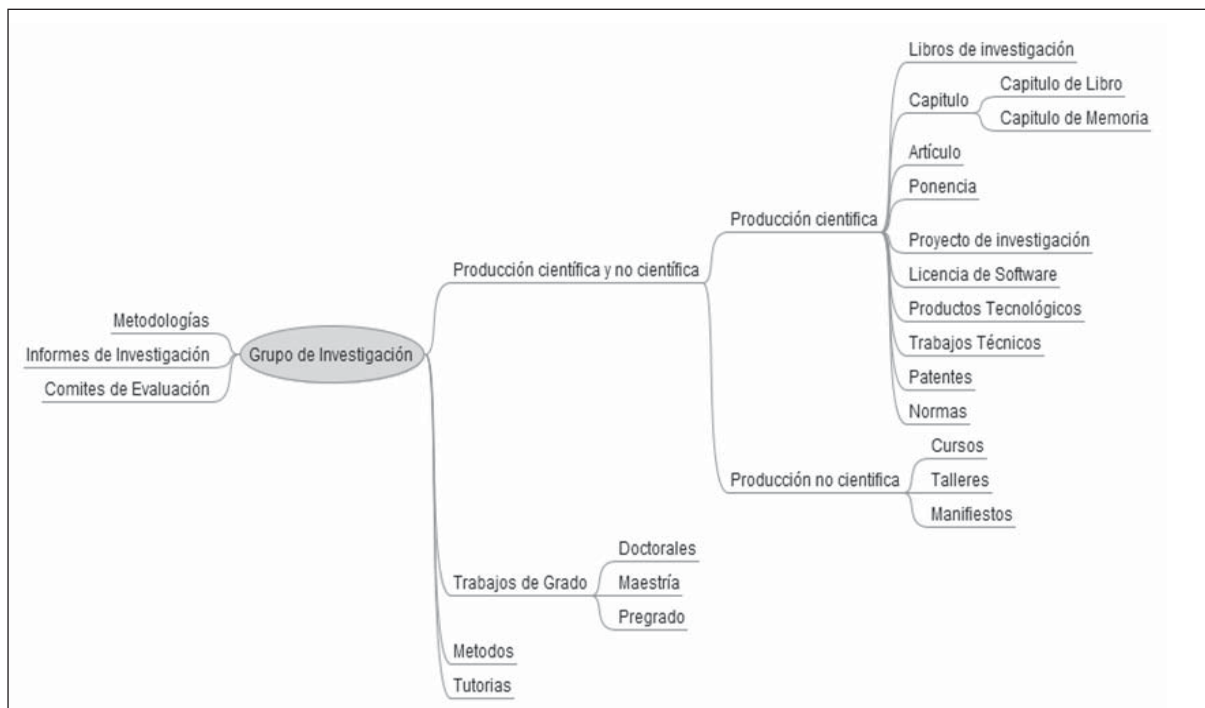 Libros de investigación
Capitulo
Capitulo de Libro
Capitulo de Memoria
Artículo
Ponencia
Producción cientifica
Proyecto de investigación
Producción científica y no científica
Licencia de Software
Productos Tecnológicos
Metodologías
Trabajos Técnicos
Informes de Investigación
Grupo de Investigación
Patentes
Comites de Evaluación
Normas
Cursos
Producción no cientifica
Talleres
Manifiestos
Doctorales
Trabajos de Grado
Maestría
Pregrado
Metodos
Tutorias